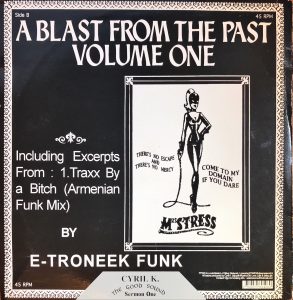 Side B
45 RPM
A BLAST FROM THE PAST
VOLUME ONE
Including Excerpts
From : 1.Traxx By
a Bitch (Armenian
Funk Mix)
BY
E-TRONEEK FUNK
THERE'S NO ESCAPE
AND
THERE'S NO MERCY
COME TO MY
DOMAIN
IF YOU DARE
MISTRESS
45 RPM
CYRIL K.
THE GOOD SOUND
Sermon One